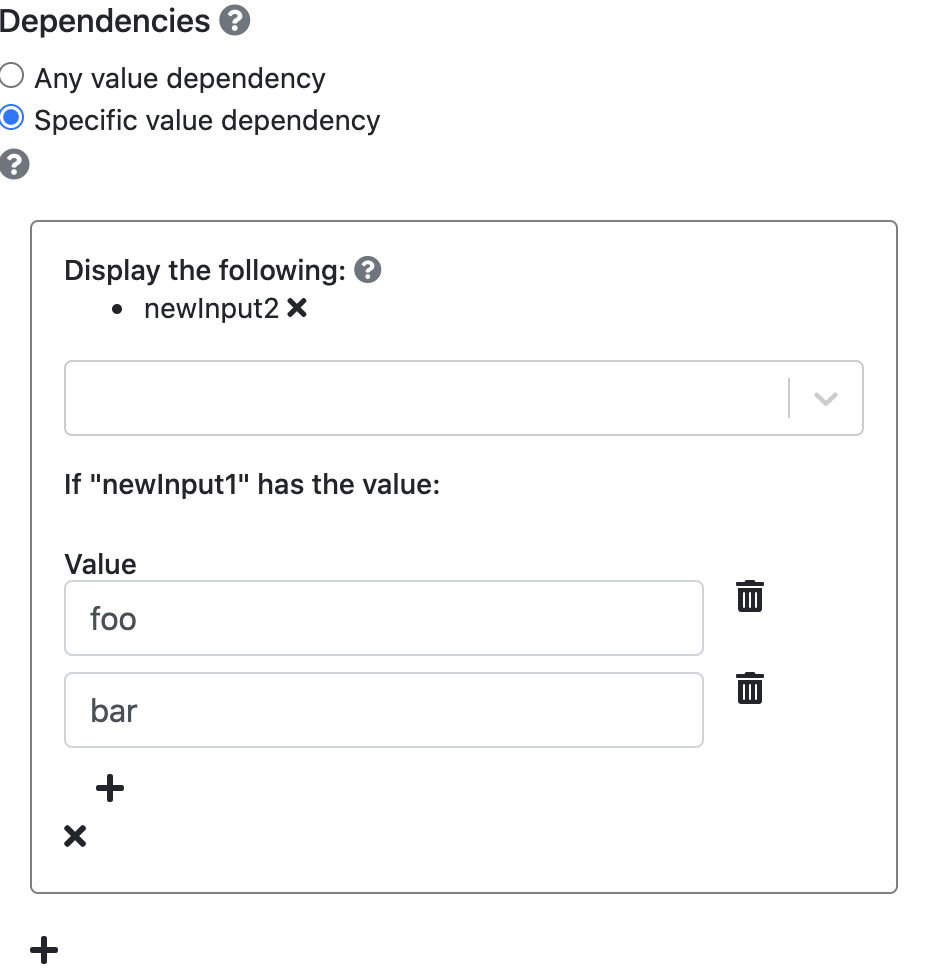 Dependencies ?
Any value dependency
Specific value dependency
?
Display the following: ?
newInput2
If "newInput1" has the value:
Value
foo
bar